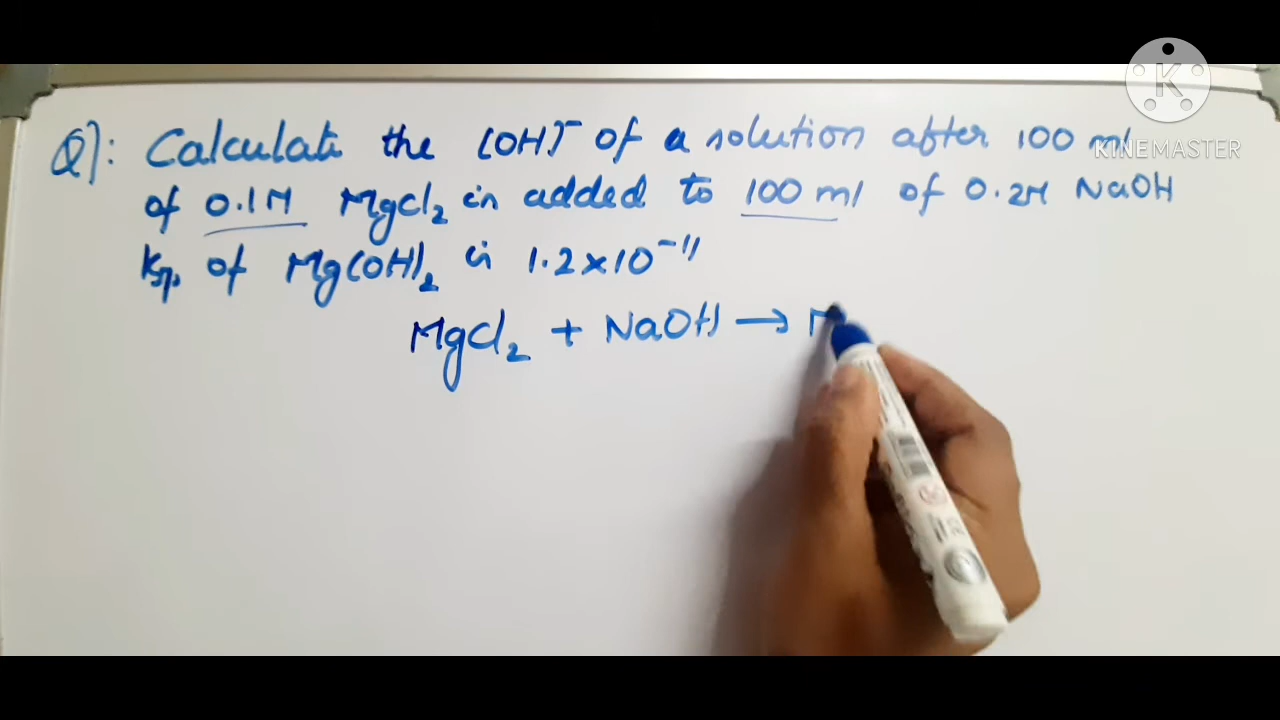 Q]: Calculate the [OH]⁻ of a solution after 100 ml
KINEMASTER
of 0.1M MgCl₂ is added to 100 ml of 0.2M NaOH
Ksp of Mg(OH)₂ is 1.2×10⁻¹¹
MgCl₂ + NaOH → M